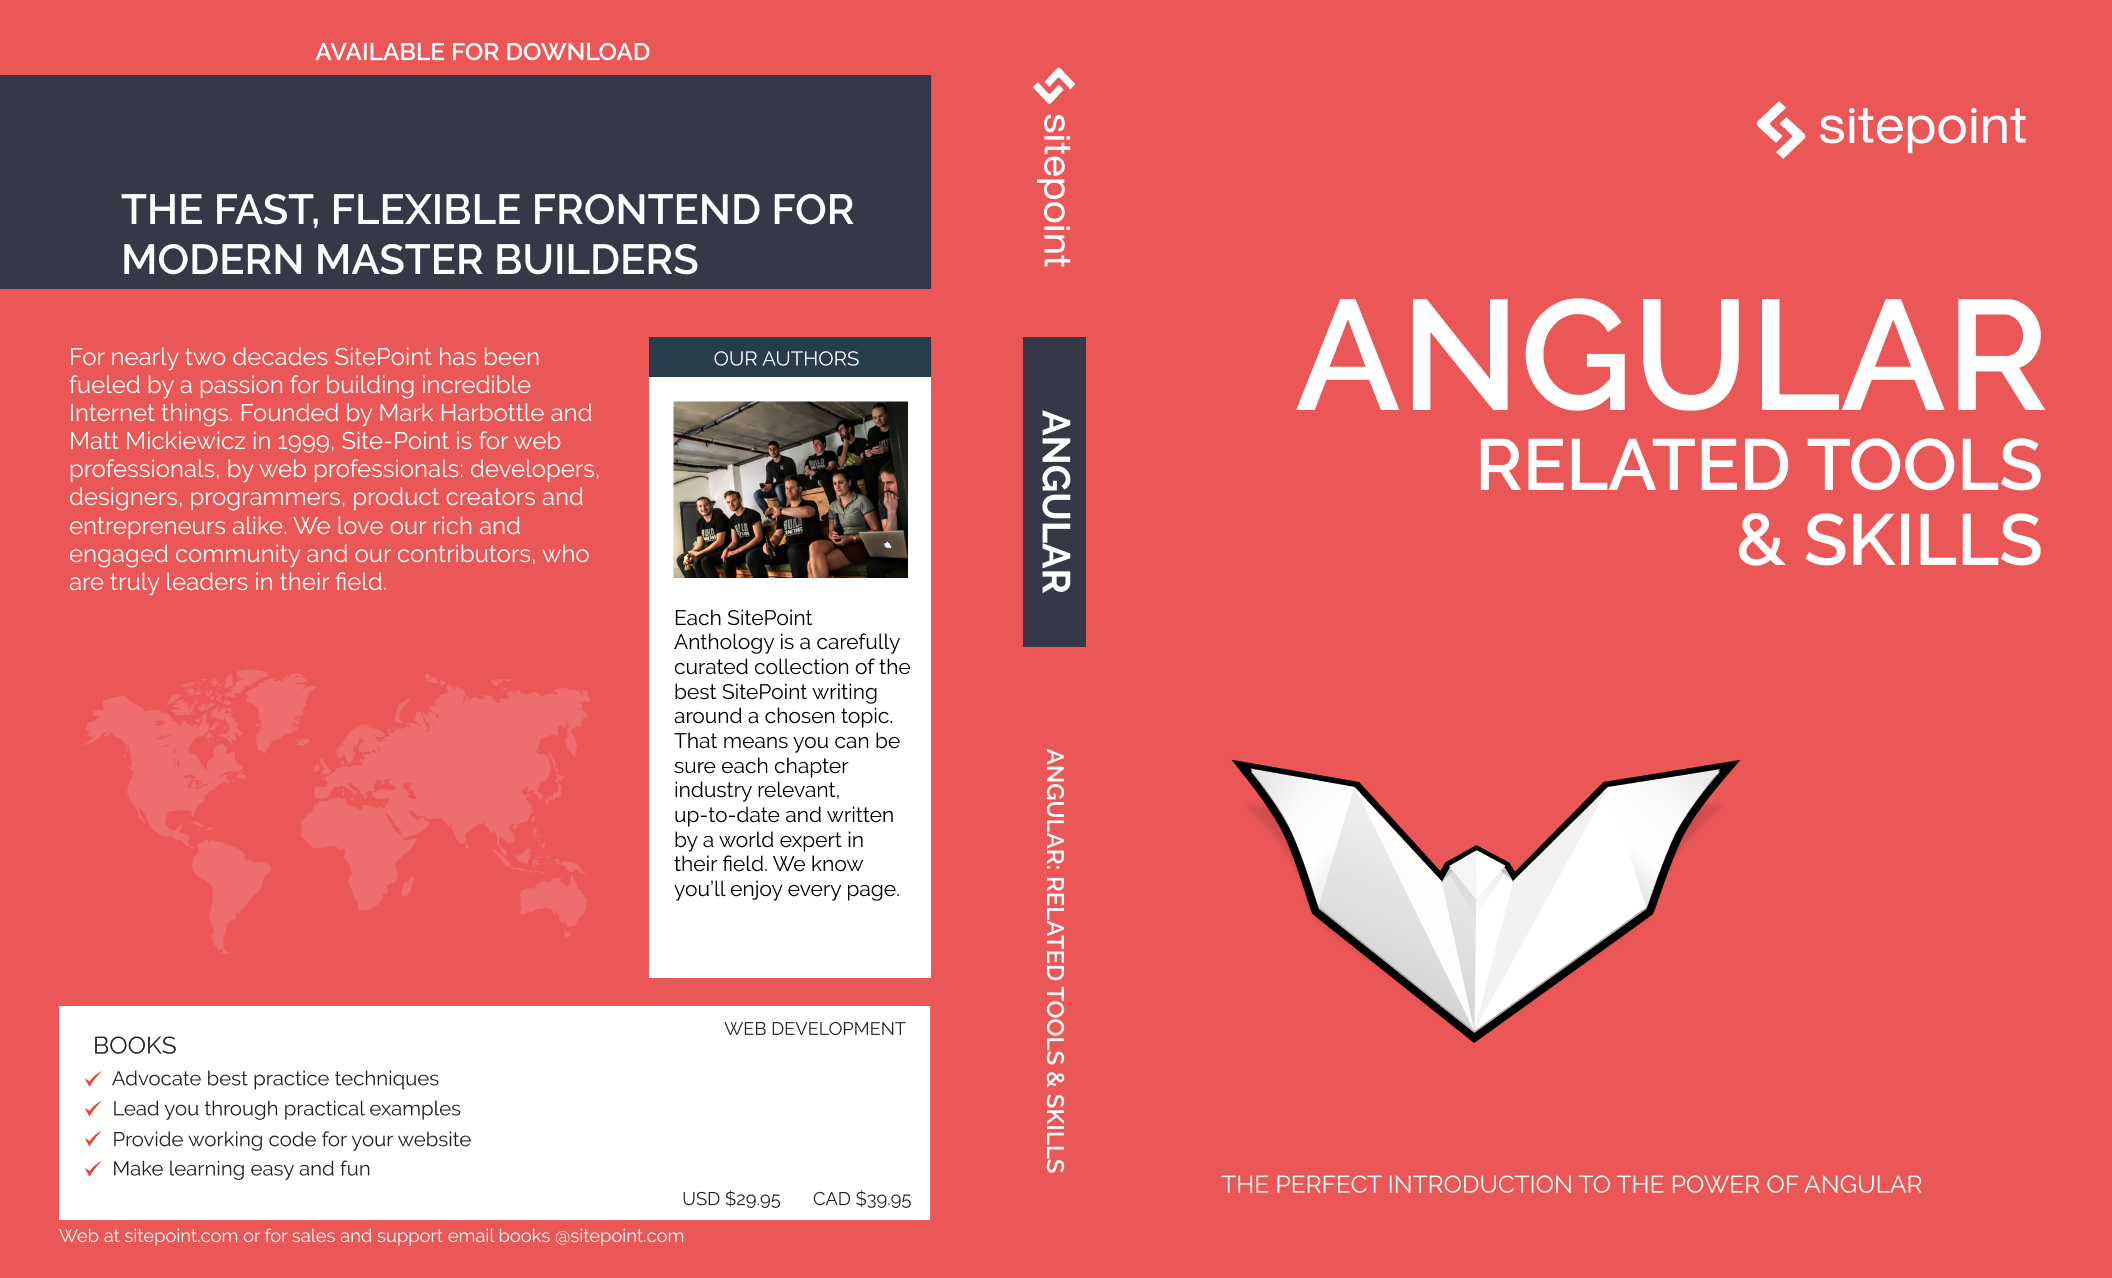 AVAILABLE FOR DOWNLOAD
THE FAST, FLEXIBLE FRONTEND FOR
MODERN MASTER BUILDERS
For nearly two decades SitePoint has been
fueled by a passion for building incredible
Internet things. Founded by Mark Harbottle and
Matt Mickiewicz in 1999, Site-Point is for web
professionals, by web professionals: developers,
designers, programmers, product creators and
entrepreneurs alike. We love our rich and
engaged community and our contributors, who
are truly leaders in their field.
OUR AUTHORS
Each SitePoint
Anthology is a carefully
curated collection of the
best SitePoint writing
around a chosen topic.
That means you can be
sure each chapter
industry relevant,
up-to-date and written
by a world expert in
their field. We know
you'll enjoy every page.
BOOKS
WEB DEVELOPMENT
Advocate best practice techniques
Lead you through practical examples
Provide working code for your website
Make learning easy and fun
USD $29.95 CAD $39.95
Web at sitepoint.com or for sales and support email books @sitepoint.com
sitepoint
ANGULAR
ANGULAR: RELATED TOOLS & SKILLS
sitepoint
ANGULAR
RELATED TOOLS
& SKILLS
THE PERFECT INTRODUCTION TO THE POWER OF ANGULAR